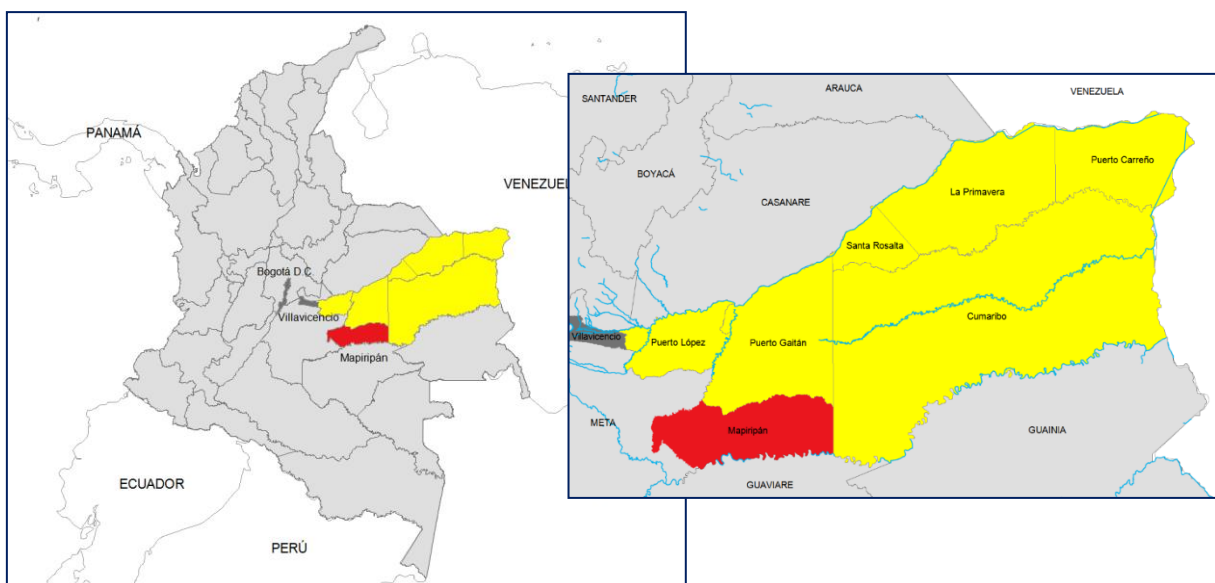 PANAMÁ
VENEZUEL
Bogotá D.C
Villavicencio
Mapiripán
ECUADOR
PERÚ
SANTANDER
ARAUCA
VENEZUELA
BOYACÁ
CASANARE
Puerto Carreño
La Primavera
Santa Rosalta
Cumaribo
Villavicencio
Puerto López
Puerto Gaitán
META
Mapiripán
GUAINIA
GUAVIARE